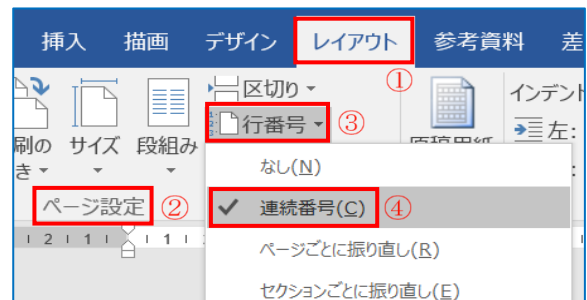 挿入 描画 デザイン レイアウト 参考資料 差
①
区切り
インデント
行番号 ③
左:
刷の サイズ 段組み 原稿用紙
き
なし(N)
ページ設定 ②
連続番号(C) ④
2 1 1 1
ページごとに振り直し(R)
セクションごとに振り直し(E)